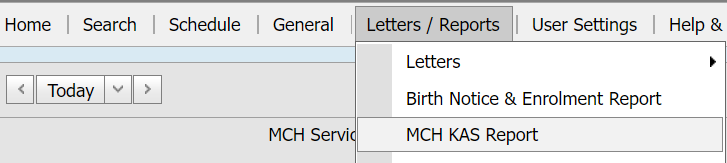 Home | Search | Schedule | General | Letters / Reports | User Settings | Help &
Letters
Today
Birth Notice & Enrolment Report
MCH
MCH KAS Report